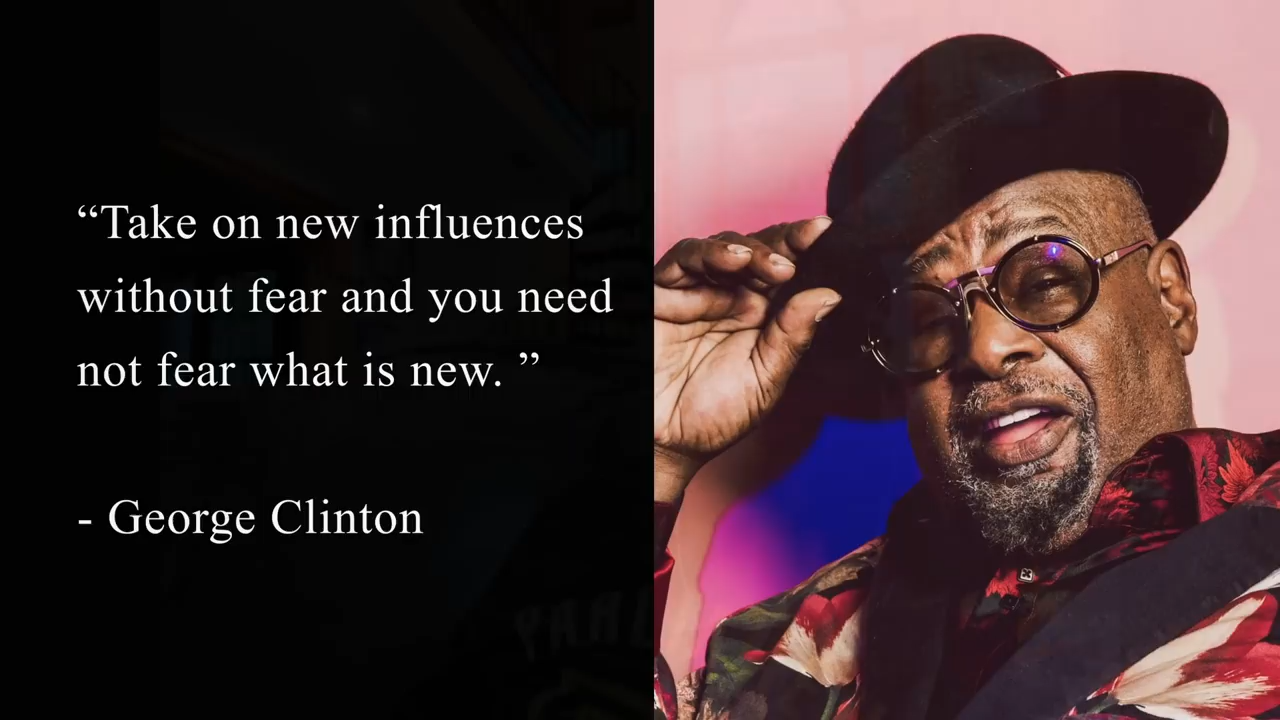 “Take on new influences
without fear and you need
not fear what is new. ”
- George Clinton